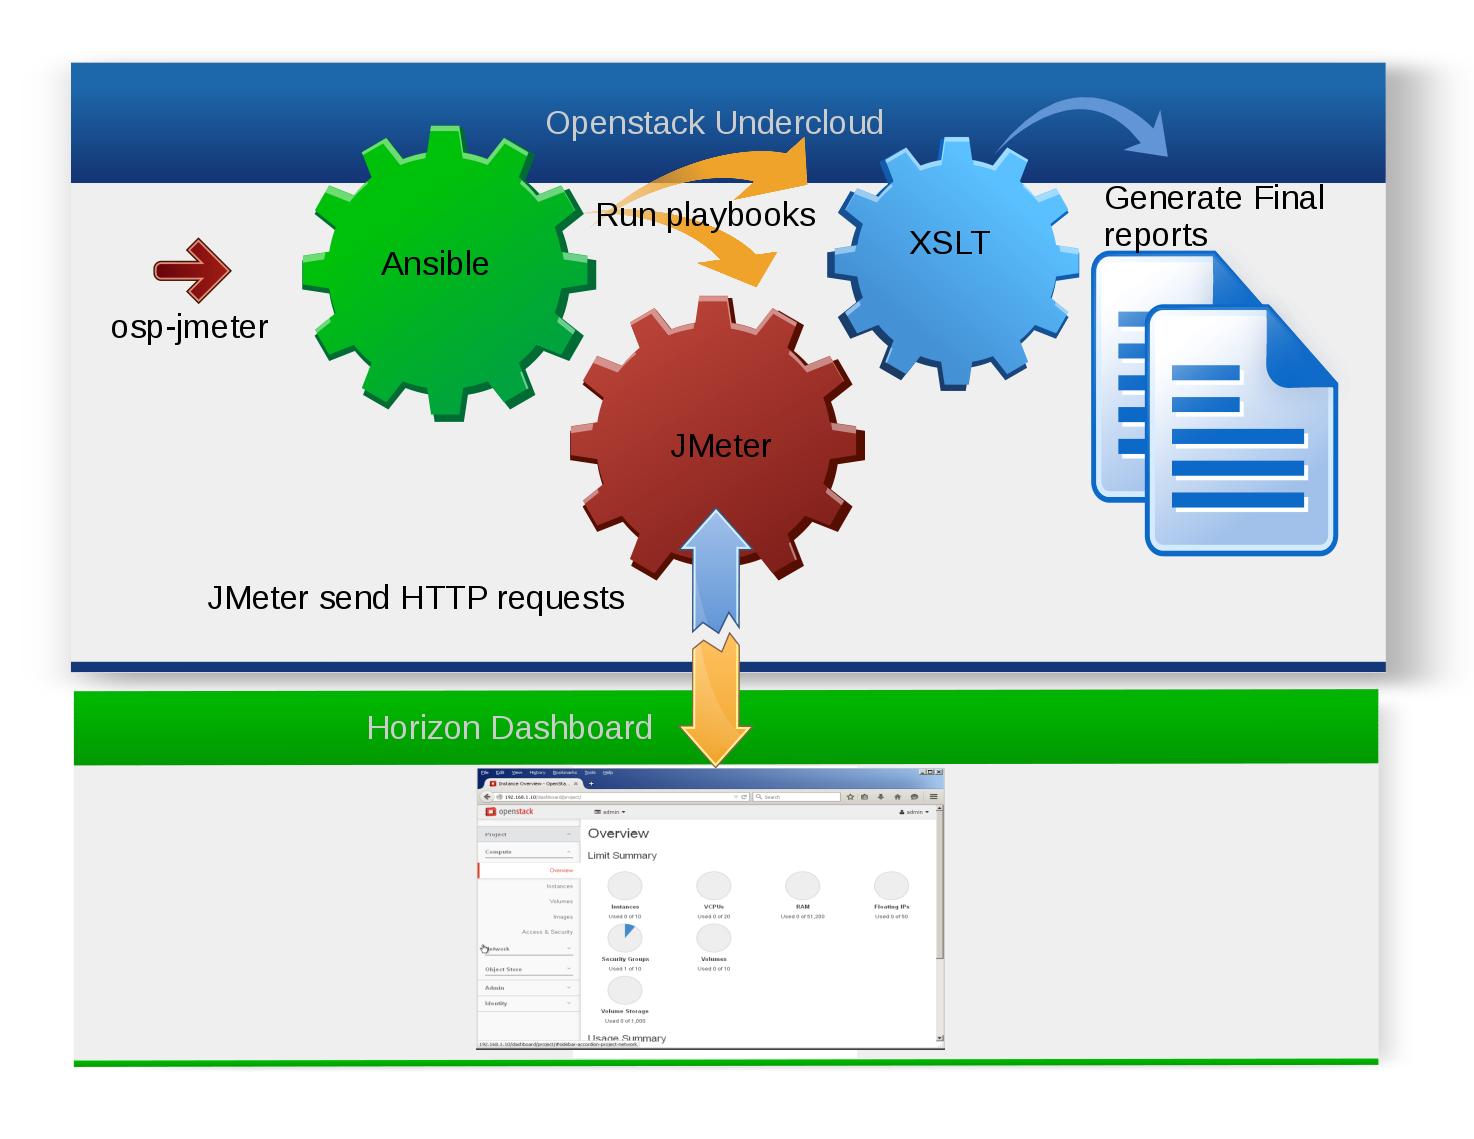 Openstack Undercloud
Ansible
Run playbooks
XSLT
Generate Final
reports
osp-jmeter
JMeter
JMeter send HTTP requests
Horizon Dashboard
File Edit View History Bookmarks Tools Help
Instance Overview - OpenSta...
192.168.1.10/dashboard/project/
Search
openstack
admin
admin
Project
Compute
Overview
Instances
Volumes
Images
Access & Security
Network
Object Store
Admin
Identity
Overview
Limit Summary
Instances
Used 0 of 10
VCPUs
Used 0 of 20
RAM
Used 0 of 51,200
Floating IPs
Used 0 of 50
Security Groups
Used 1 of 10
Volumes
Used 0 of 10
Volume Storage
Used 0 of 1,000
Usage Summary
192.168.1.10/dashboard/project/#sidebar-accordion-project-network